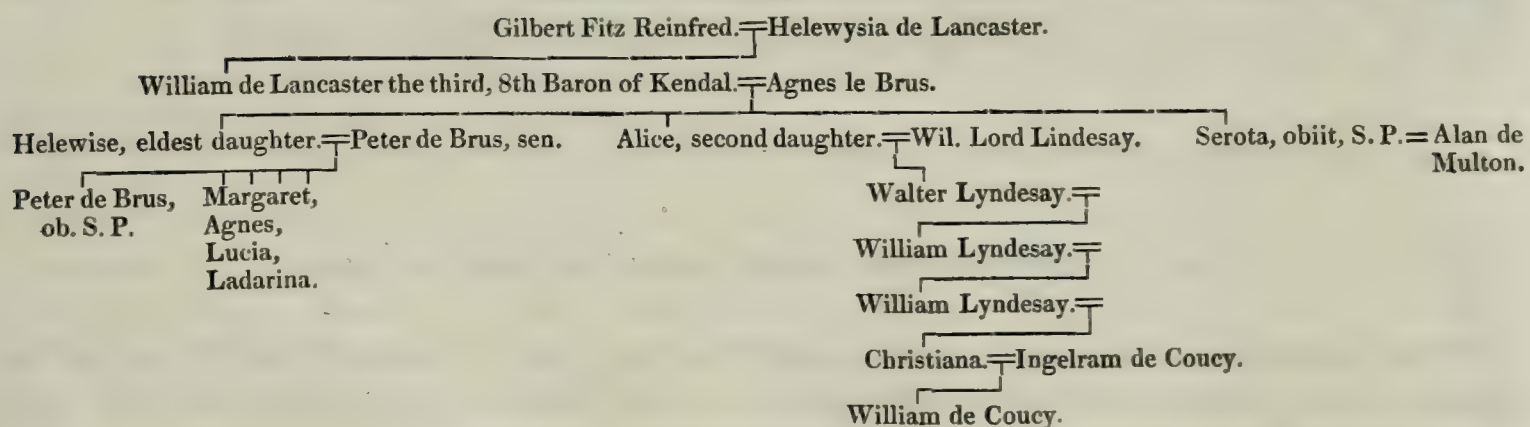 Gilbert Fitz Reinfred.=Helewysia de Lancaster.
William de Lancaster the third, 8th Baron of Kendal.=Agnes le Brus.
Helewise, eldest daughter.=Peter de Brus, sen. Alice, second daughter.=Wil. Lord Lindesay. Serota, obiit, S. P.=Alan de
Multon.
Peter de Brus,
ob. S. P.
Margaret,
Agnes,
Lucia,
Ladarina.
Walter Lyndesay.=
William Lyndesay.=
William Lyndesay.=
Christiana.=Ingelram de Coucy.
William de Coucy.